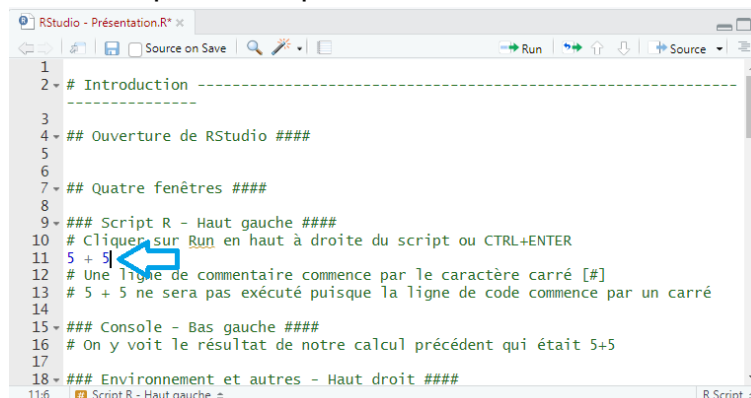 RStudio - Présentation.R*
Source on Save Run Source
1
2 # Introduction ---------------------------------------------------------------
---------------
3
4 ## Ouverture de RStudio ####
5
6
7 ## Quatre fenêtres ####
8
9 ### Script R - Haut gauche ####
10 # Cliquer sur Run en haut à droite du script ou CTRL+ENTER
11 5 + 5
12 # Une ligne de commentaire commence par le caractère carré [#]
13 # 5 + 5 ne sera pas exécuté puisque la ligne de code commence par un carré
14
15 ### Console - Bas gauche ####
16 # On y voit le résultat de notre calcul précédent qui était 5+5
17
18 ### Environnement et autres - Haut droit ####
11:6 Script R - Haut gauche R Script